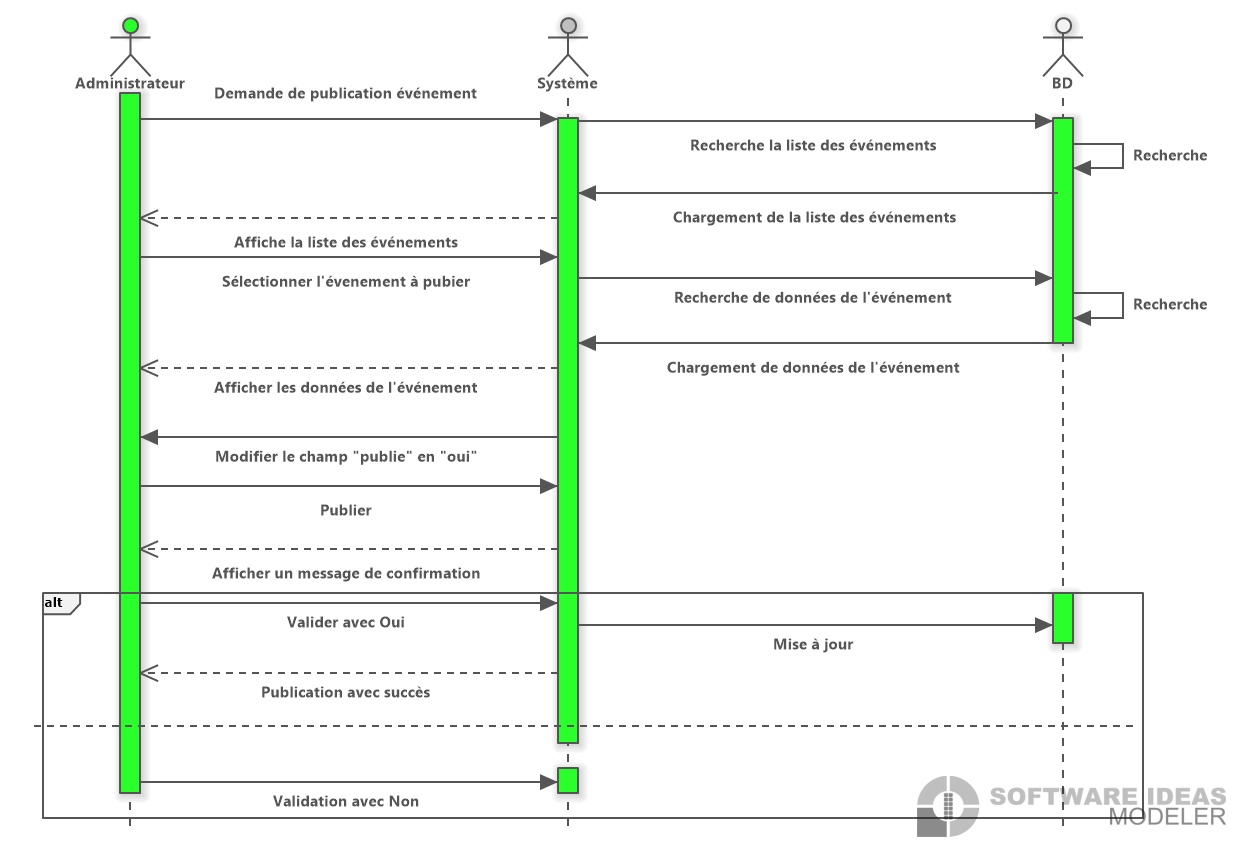 Administrateur
Système
BD
Demande de publication événement
Recherche la liste des événements
Recherche
Chargement de la liste des événements
Affiche la liste des événements
Sélectionner l'évenement à pubier
Recherche de données de l'événement
Recherche
Chargement de données de l'événement
Afficher les données de l'événement
Modifier le champ "publie" en "oui"
Publier
Afficher un message de confirmation
alt
Valider avec Oui
Mise à jour
Publication avec succès
Validation avec Non
SOFTWARE IDEAS
MODELER